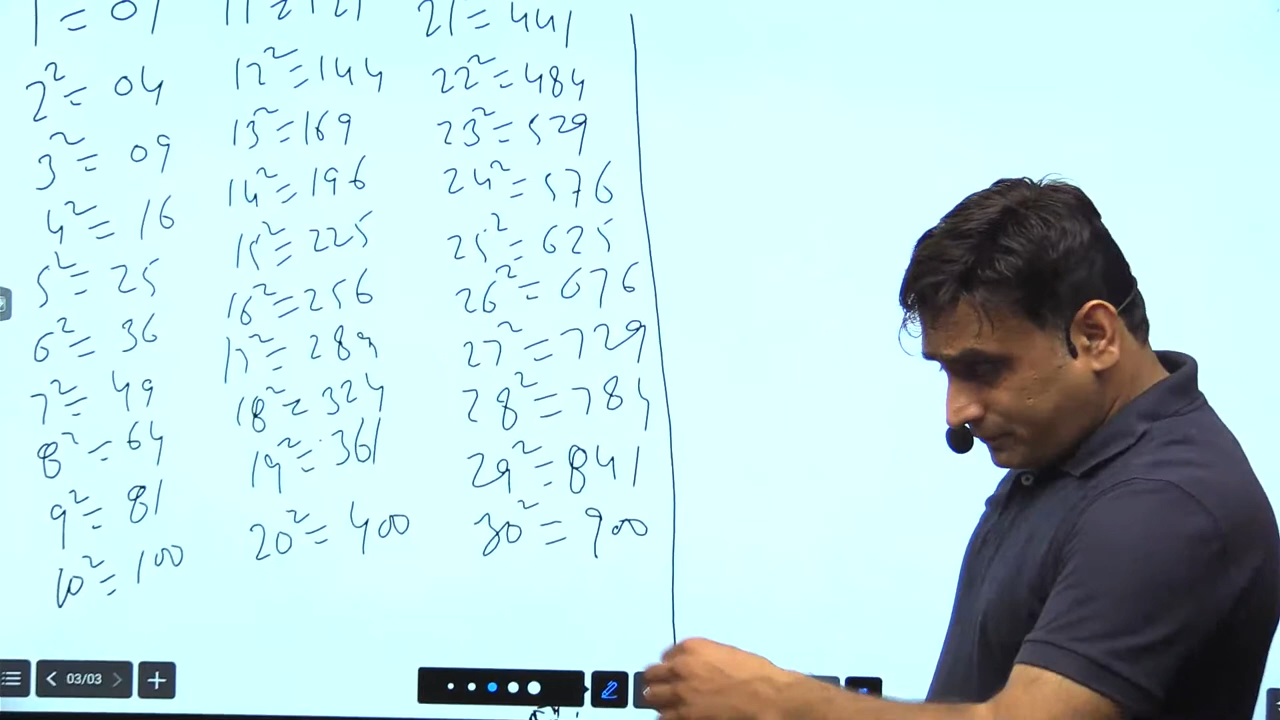 1² = 01
2² = 04
3² = 09
4² = 16
5² = 25
6² = 36
7² = 49
8² = 64
9² = 81
10² = 100
11² = 121
12² = 144
13² = 169
14² = 196
15² = 225
16² = 256
17² = 289
18² = 324
19² = 361
20² = 400
21² = 441
22² = 484
23² = 529
24² = 576
25² = 625
26² = 676
27² = 729
28² = 784
29² = 841
30² = 900
03/03